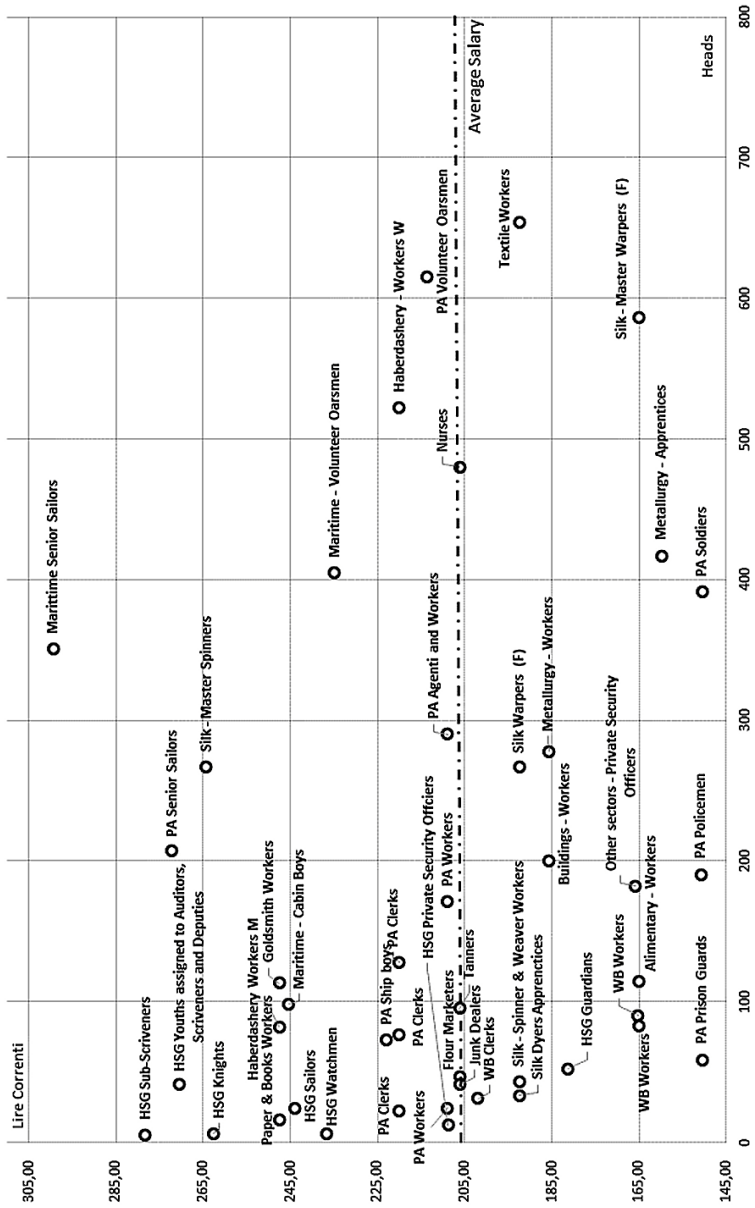 Lire Correnti
305,00
285,00
265,00
245,00
225,00
205,00
185,00
165,00
145,00
0
100
200
300
400
500
600
700
800
Heads
Average Salary
Marittime Senior Sailors
HSG Sub-Scriveners
PA Senior Sailors
HSG Youths assigned to Auditors,
Scriveners and Deputies
HSG Knights
Silk - Master Spinners
Haberdashery Workers M
Paper & Books Workers
Goldsmith Workers
Maritime - Cabin Boys
HSG Sailors
HSG Watchmen
Maritime - Volunteer Oarsmen
PA Clerks
PA Ship boys
PA Clerks
PA Clerks
Haberdashery - Workers W
PA Volunteer Oarsmen
PA Workers
HSG Private Security Offciers
PA Workers
PA Agenti and Workers
Flour Marketers
Junk Dealers
Tanners
Nurses
WB Clerks
Silk - Spinner & Weaver Workers
Silk Dyers Apprenctices
Silk Warpers (F)
Textile Workers
Buildings - Workers
Metallurgy - Workers
HSG Guardians
WB Workers
WB Workers
Alimentary - Workers
Other sectors - Private Security
Officers
Silk - Master Warpers (F)
Metallurgy - Apprentices
PA Prison Guards
PA Policemen
PA Soldiers